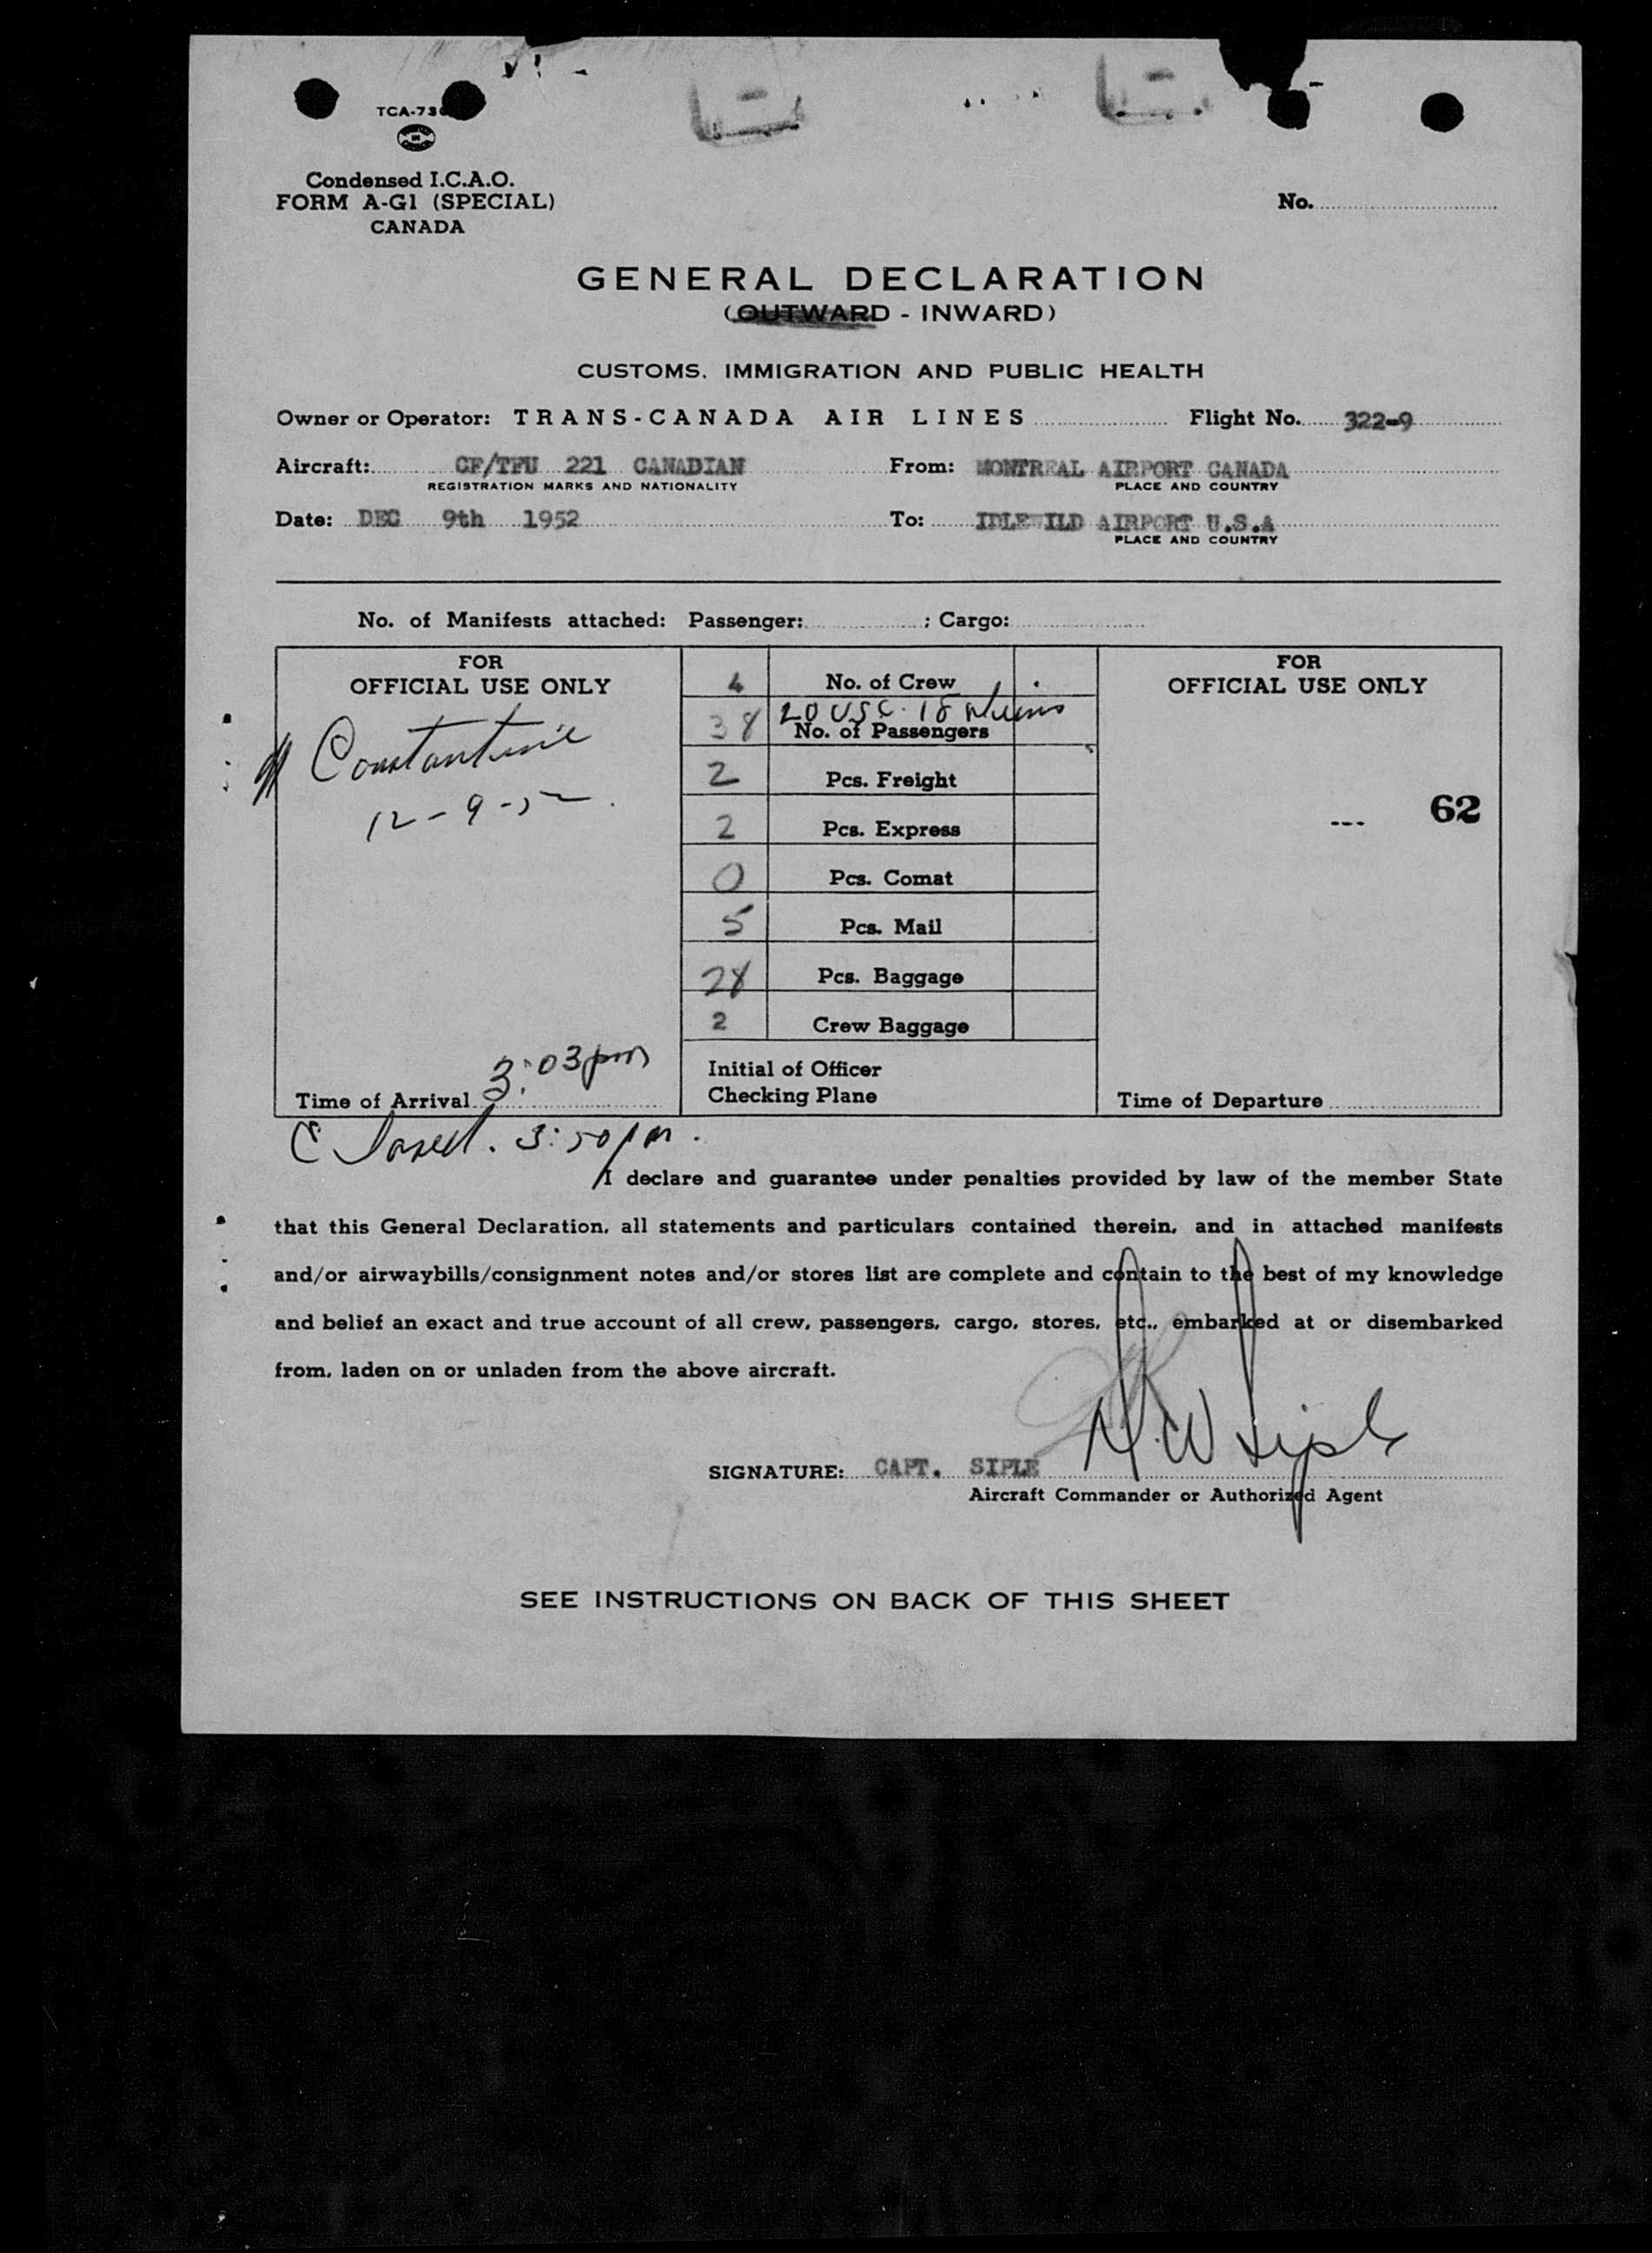 TCA-73
Condensed I.C.A.O.
FORM A-G1 (SPECIAL)
CANADA
No.
GENERAL DECLARATION
(OUTWARD - INWARD)
CUSTOMS, IMMIGRATION AND PUBLIC HEALTH
Owner or Operator: TRANS-CANADA AIR LINES Flight No. 322-9
Aircraft: CF/TFU 221 CANADIAN From: MONTREAL AIRPORT CANADA
REGISTRATION MARKS AND NATIONALITY PLACE AND COUNTRY
Date: DEC 9th 1952 To: IDLEWILD AIRPORT U.S.A
PLACE AND COUNTRY
No. of Manifests attached: Passenger: ; Cargo:
FOR
OFFICIAL USE ONLY
Constantine
12-9-52
Time of Arrival 3:03pm
4 No. of Crew
20 USC. 18 Aliens
38 No. of Passengers
2 Pcs. Freight
2 Pcs. Express
0 Pcs. Comat
5 Pcs. Mail
28 Pcs. Baggage
2 Crew Baggage
Initial of Officer
Checking Plane
FOR
OFFICIAL USE ONLY
--- 62
Time of Departure
Closed. 3:50pm.
I declare and guarantee under penalties provided by law of the member State
that this General Declaration, all statements and particulars contained therein, and in attached manifests
and/or airwaybills/consignment notes and/or stores list are complete and contain to the best of my knowledge
and belief an exact and true account of all crew, passengers, cargo, stores, etc., embarked at or disembarked
from, laden on or unladen from the above aircraft.
SIGNATURE: CAPT. SIPLE
Aircraft Commander or Authorized Agent
SEE INSTRUCTIONS ON BACK OF THIS SHEET